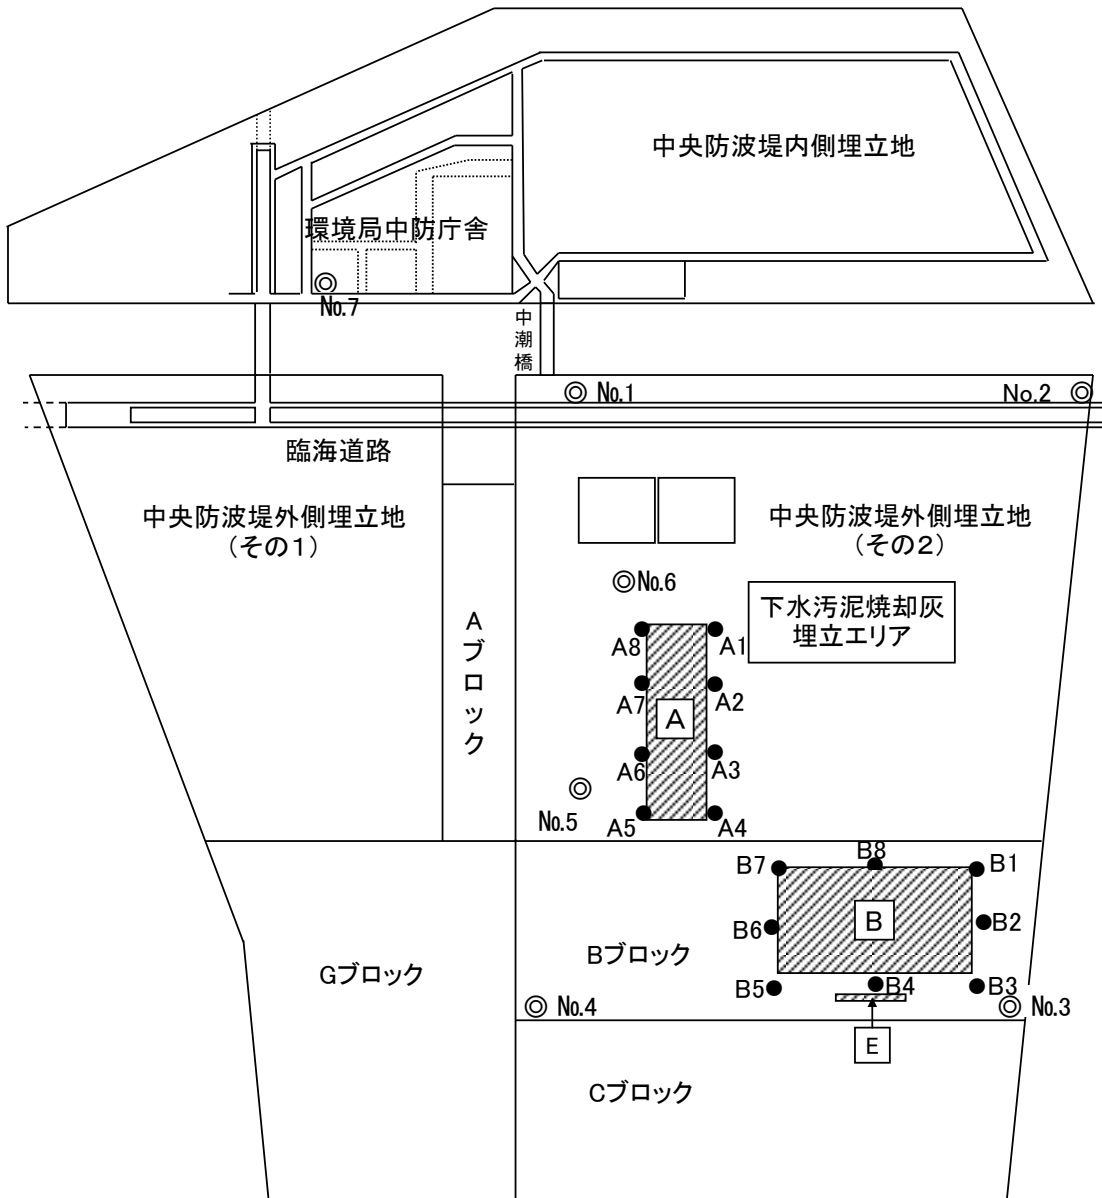 中央防波堤内側埋立地
環境局中防庁舎
No.7
中潮橋
No.1
No.2
臨海道路
中央防波堤外側埋立地
(その1)
中央防波堤外側埋立地
(その2)
No.6
下水汚泥焼却灰
埋立エリア
Aブロック
A8
A1
A7
A2
A
A6
A3
No.5
A5
A4
B7
B8
B1
B6
B
B2
Gブロック
Bブロック
B5
B4
B3
No.4
No.3
E
Cブロック